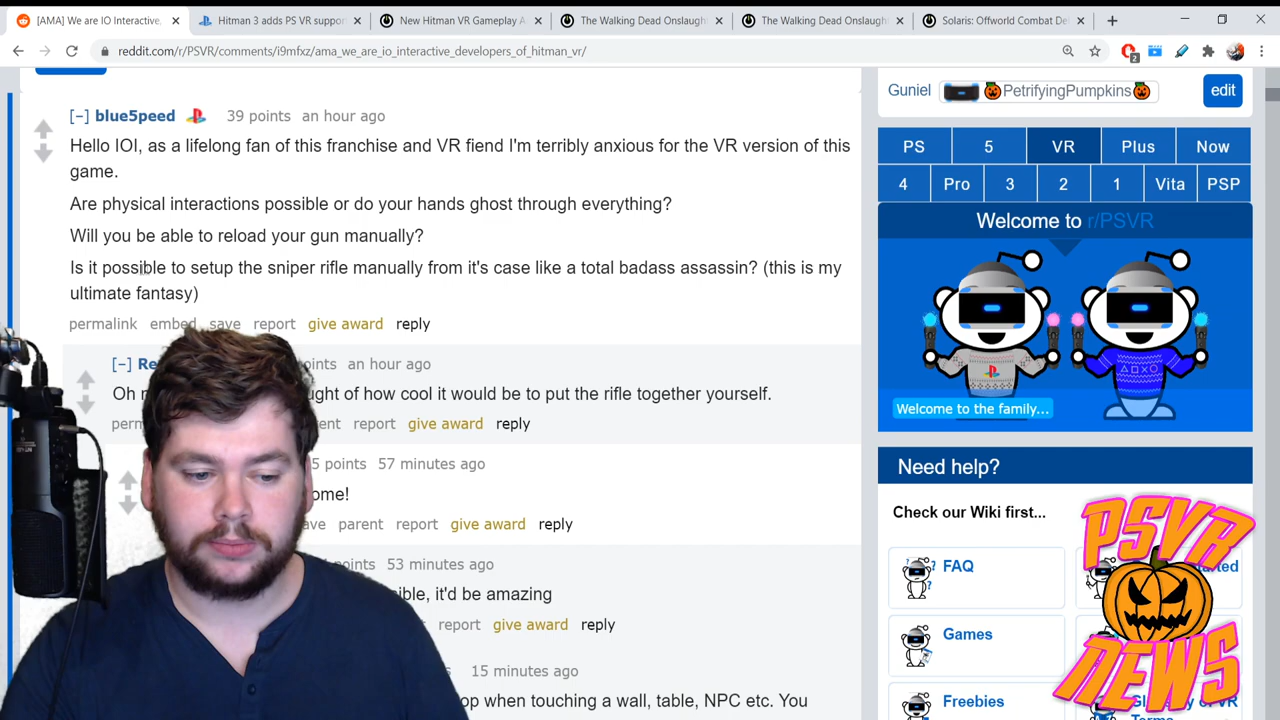 [AMA] We are IO Interactive,
Hitman 3 adds PS VR support
New Hitman VR Gameplay A
The Walking Dead Onslaught
The Walking Dead Onslaught
Solaris: Offworld Combat De
reddit.com/r/PSVR/comments/i9mfxz/ama_we_are_io_interactive_developers_of_hitman_vr/
2
Guniel PetrifyingPumpkins edit
PS 5 VR Plus Now
4 Pro 3 2 1 Vita PSP
Welcome to r/PSVR
Welcome to the family...
Need help?
Check our Wiki first...
FAQ
Games
Freebies
[–] blue5peed 39 points an hour ago
Hello IOI, as a lifelong fan of this franchise and VR fiend I'm terribly anxious for the VR version of this
game.
Are physical interactions possible or do your hands ghost through everything?
Will you be able to reload your gun manually?
Is it possible to setup the sniper rifle manually from it's case like a total badass assassin? (this is my
ultimate fantasy)
permalink embed save report give award reply
[–] an hour ago
Oh of how cool it would be to put the rifle together yourself.
report give award reply
5 points 57 minutes ago
parent report give award reply
53 minutes ago
it'd be amazing
report give award reply
15 minutes ago
when touching a wall, table, NPC etc. You
PSVR
NEWS